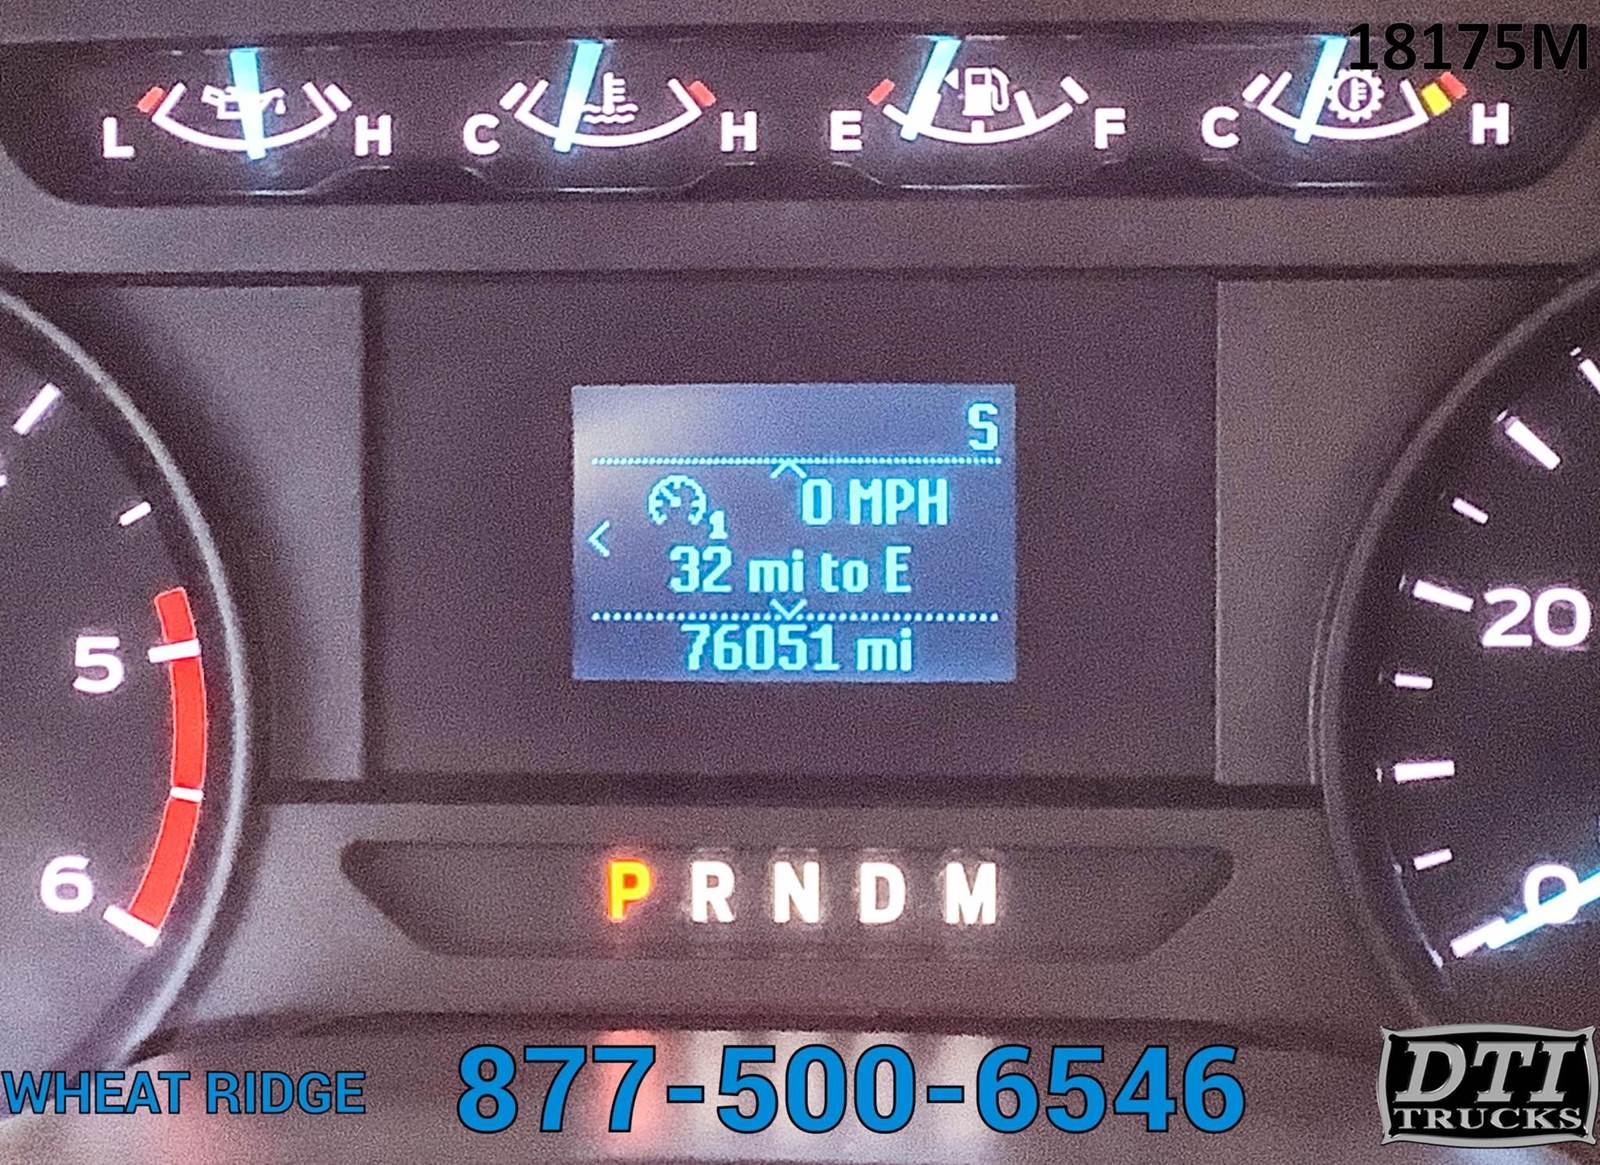 18175M
L H C H E F C H
S
0 MPH
1
32 mi to E
76051 mi
5
6
20
0
P R N D M
WHEAT RIDGE 877-500-6546
DTI
TRUCKS